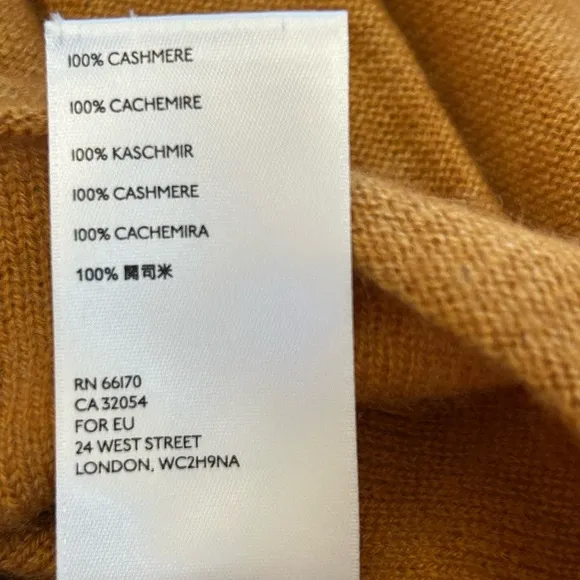 100% CASHMERE
100% CACHEMIRE
100% KASCHMIR
100% CASHMERE
100% CACHEMIRA
100% 開司米
RN 66170
CA 32054
FOR EU
24 WEST STREET
LONDON, WC2H9NA